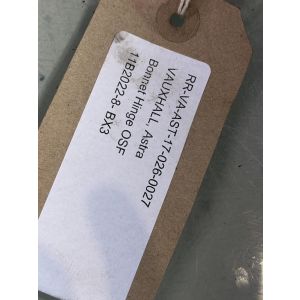 RR-VA-AST-17-026-0027
VAUXHALL, Astra
Bonnet Hinge OSF
11B2022-8- BX3